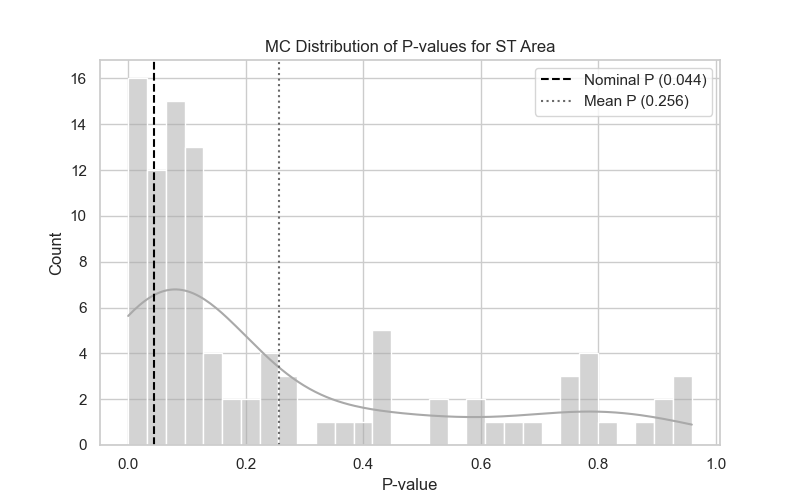 MC Distribution of P-values for ST Area
Nominal P (0.044)
Mean P (0.256)
Count
16
14
12
10
8
6
4
2
0
0.0 0.2 0.4 0.6 0.8 1.0
P-value